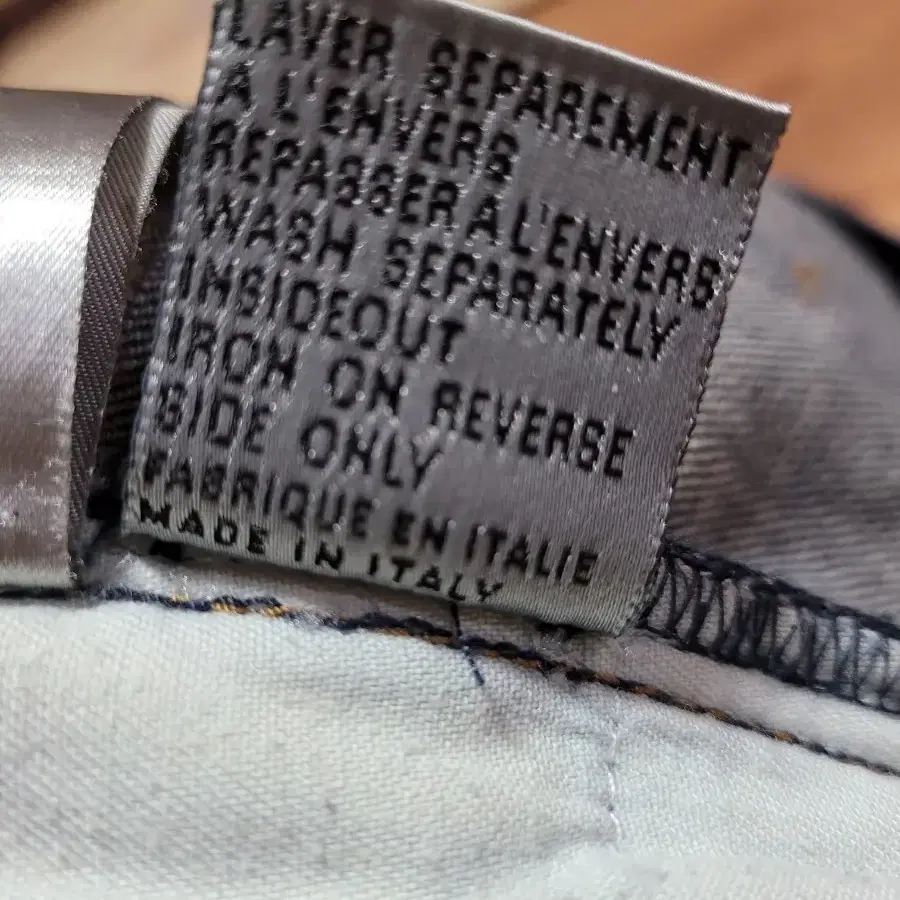 LAVER SEPAREMENT
A L'ENVERS
REPASSER A L'ENVERS
WASH SEPARATELY
INSIDEOUT
IRON ON REVERSE
SIDE ONLY
FABRIQUE EN ITALIE
MADE IN ITALY